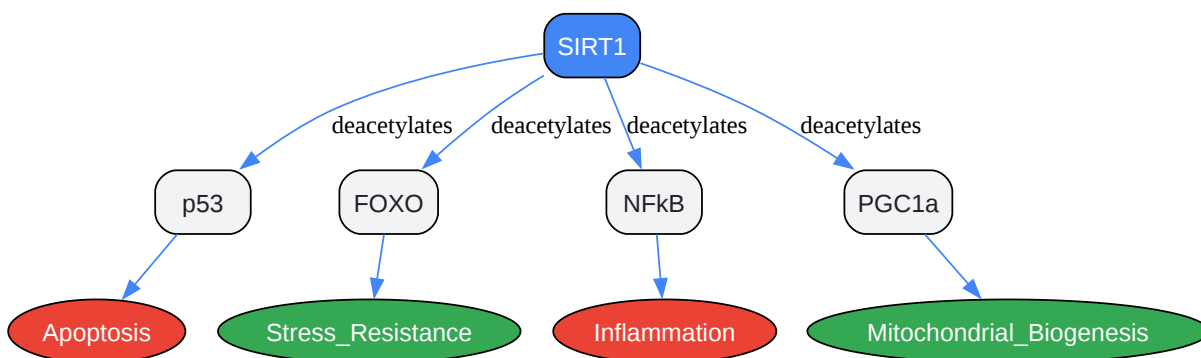 SIRT1
deacetylates deacetylates deacetylates deacetylates
p53 FOXO NFkB PGC1a
Apoptosis Stress_Resistance Inflammation Mitochondrial_Biogenesis